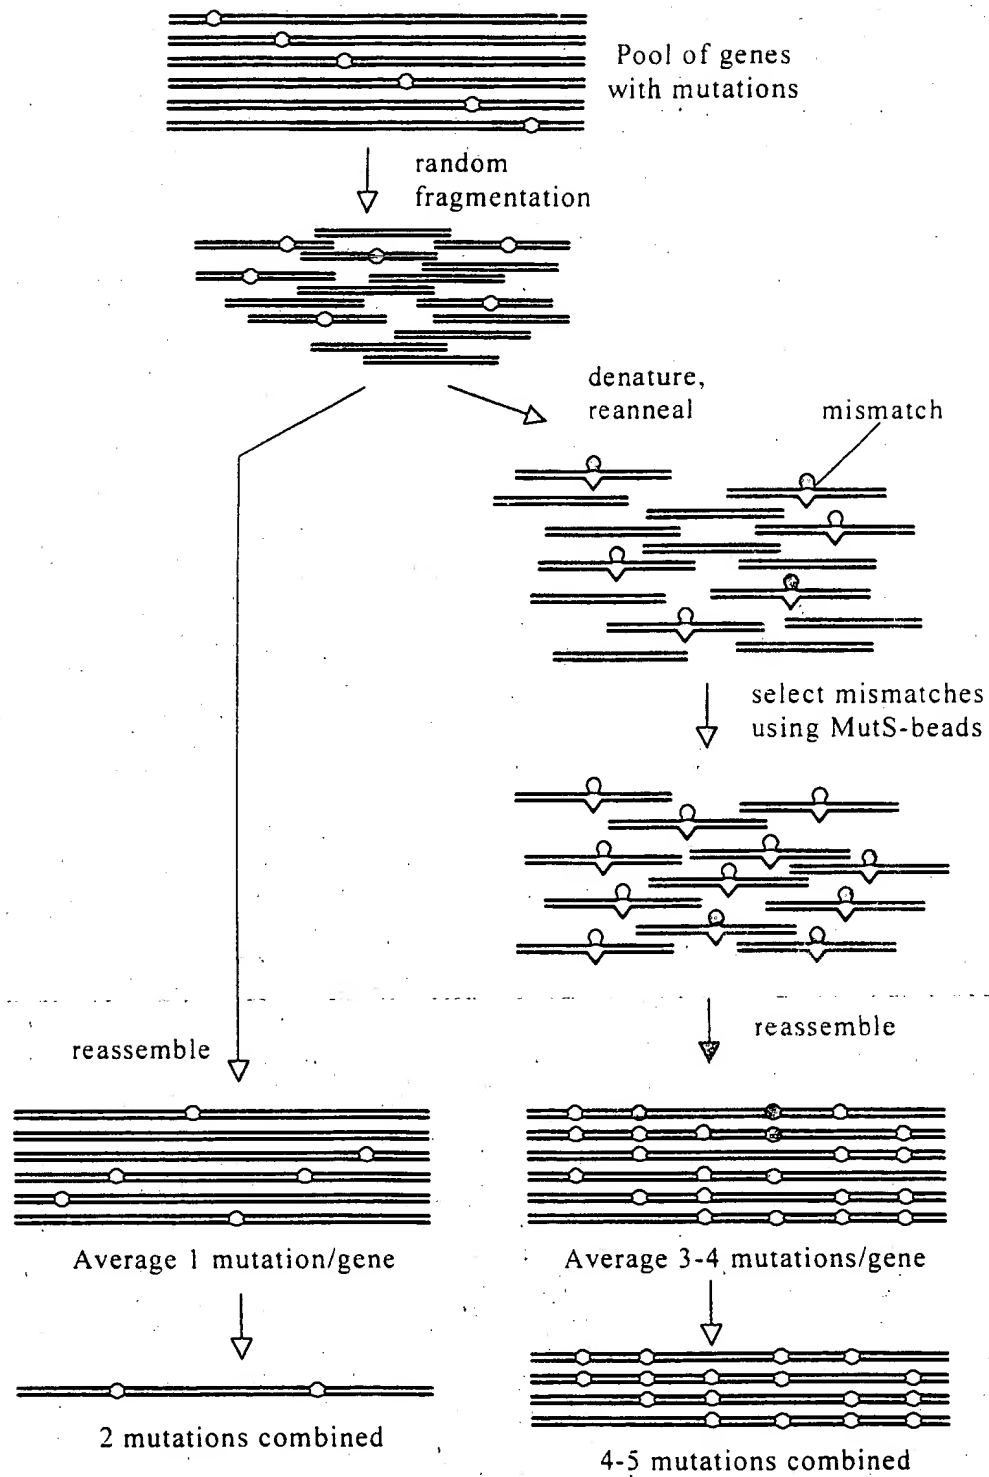 Pool of genes
with mutations
random
fragmentation
denature,
reanneal
mismatch
select mismatches
using MutS-beads
reassemble
reassemble
Average 1 mutation/gene
Average 3-4 mutations/gene
2 mutations combined
4-5 mutations combined